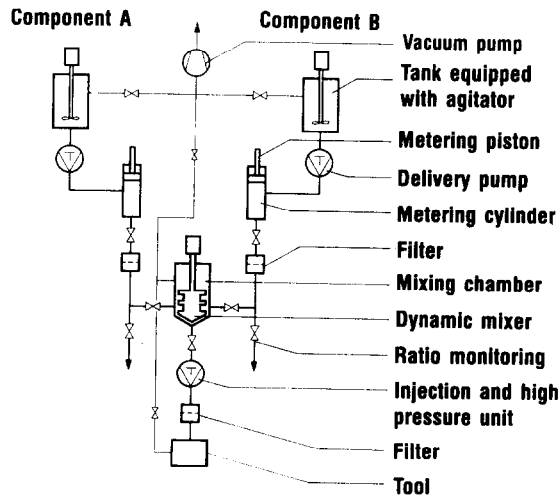 Component A
Component B
Vacuum pump
Tank equipped
with agitator
Metering piston
Delivery pump
Metering cylinder
Filter
Mixing chamber
Dynamic mixer
Ratio monitoring
Injection and high
pressure unit
Filter
Tool